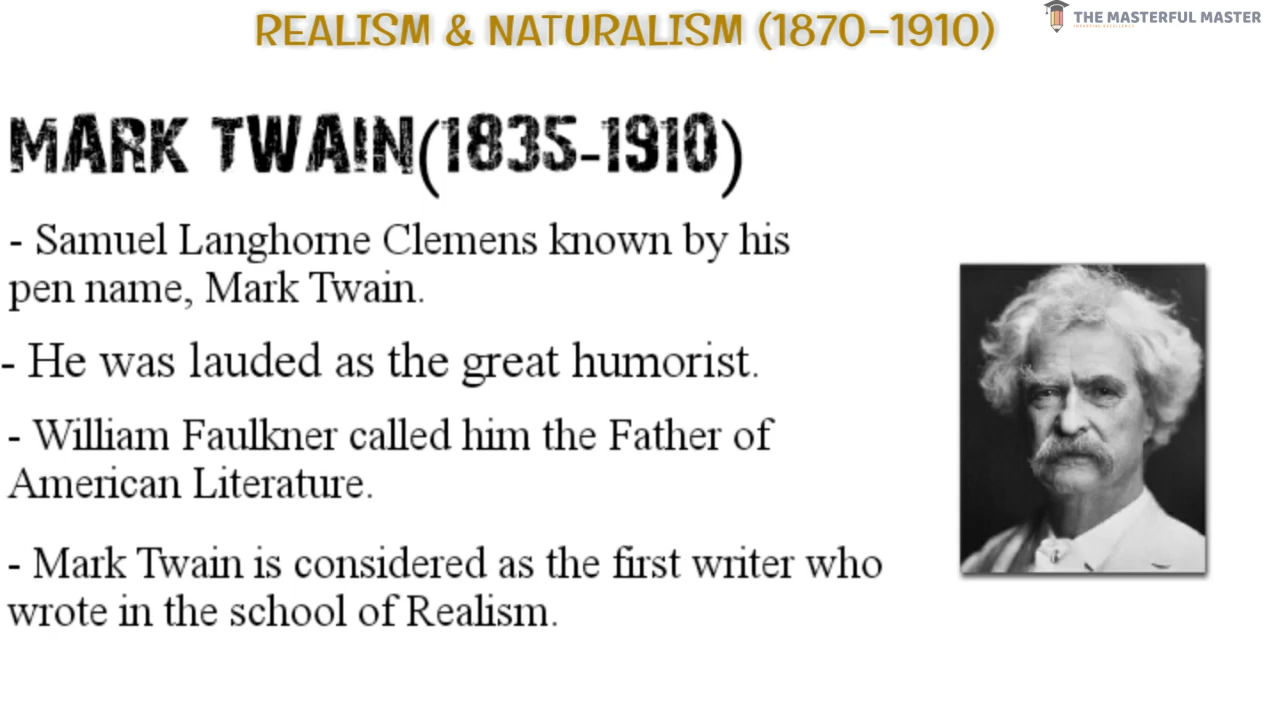 REALISM & NATURALISM (1870-1910)
THE MASTERFUL MASTER
IMPARTING EXCELLENCE
MARK TWAIN(1835-1910)
- Samuel Langhorne Clemens known by his
pen name, Mark Twain.
- He was lauded as the great humorist.
- William Faulkner called him the Father of
American Literature.
- Mark Twain is considered as the first writer who
wrote in the school of Realism.